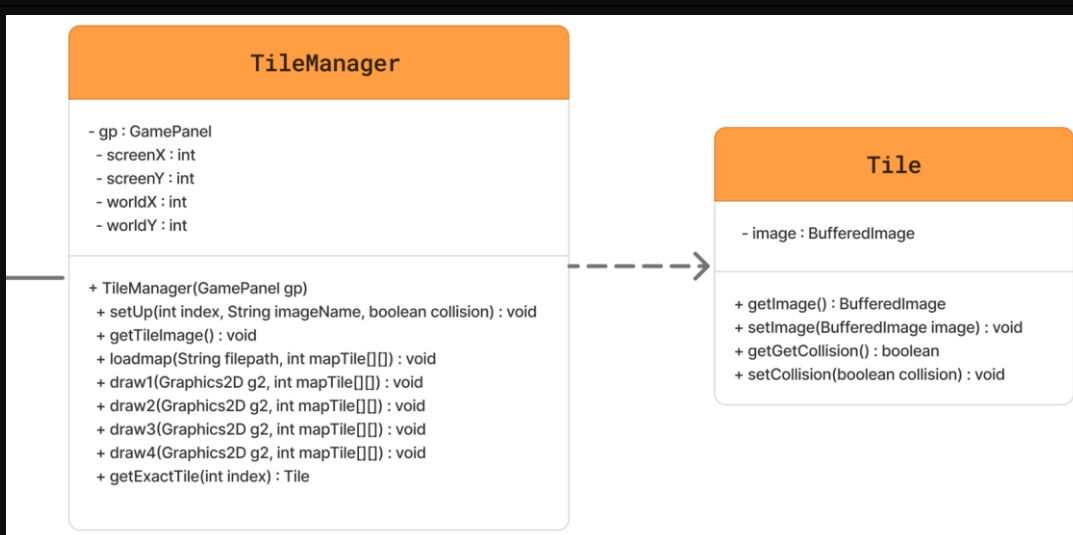 TileManager
- gp : GamePanel
- screenX : int
- screenY : int
- worldX : int
- worldY : int
+ TileManager(GamePanel gp)
+ setUp(int index, String imageName, boolean collision) : void
+ getTileImage() : void
+ loadmap(String filepath, int mapTile[][]) : void
+ draw1(Graphics2D g2, int mapTile[][]) : void
+ draw2(Graphics2D g2, int mapTile[][]) : void
+ draw3(Graphics2D g2, int mapTile[][]) : void
+ draw4(Graphics2D g2, int mapTile[][]) : void
+ getExactTile(int index) : Tile
Tile
- image : BufferedImage
+ getImage() : BufferedImage
+ setImage(BufferedImage image) : void
+ getGetCollision() : boolean
+ setCollision(boolean collision) : void